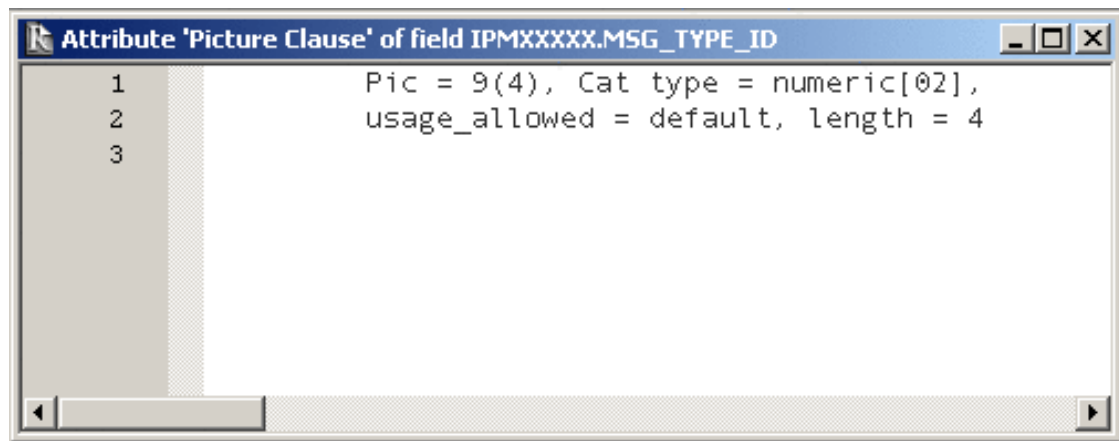 Attribute 'Picture Clause' of field IPMXXXXX.MSG_TYPE_ID
1 Pic = 9(4), Cat type = numeric[02],
2 usage_allowed = default, length = 4
3